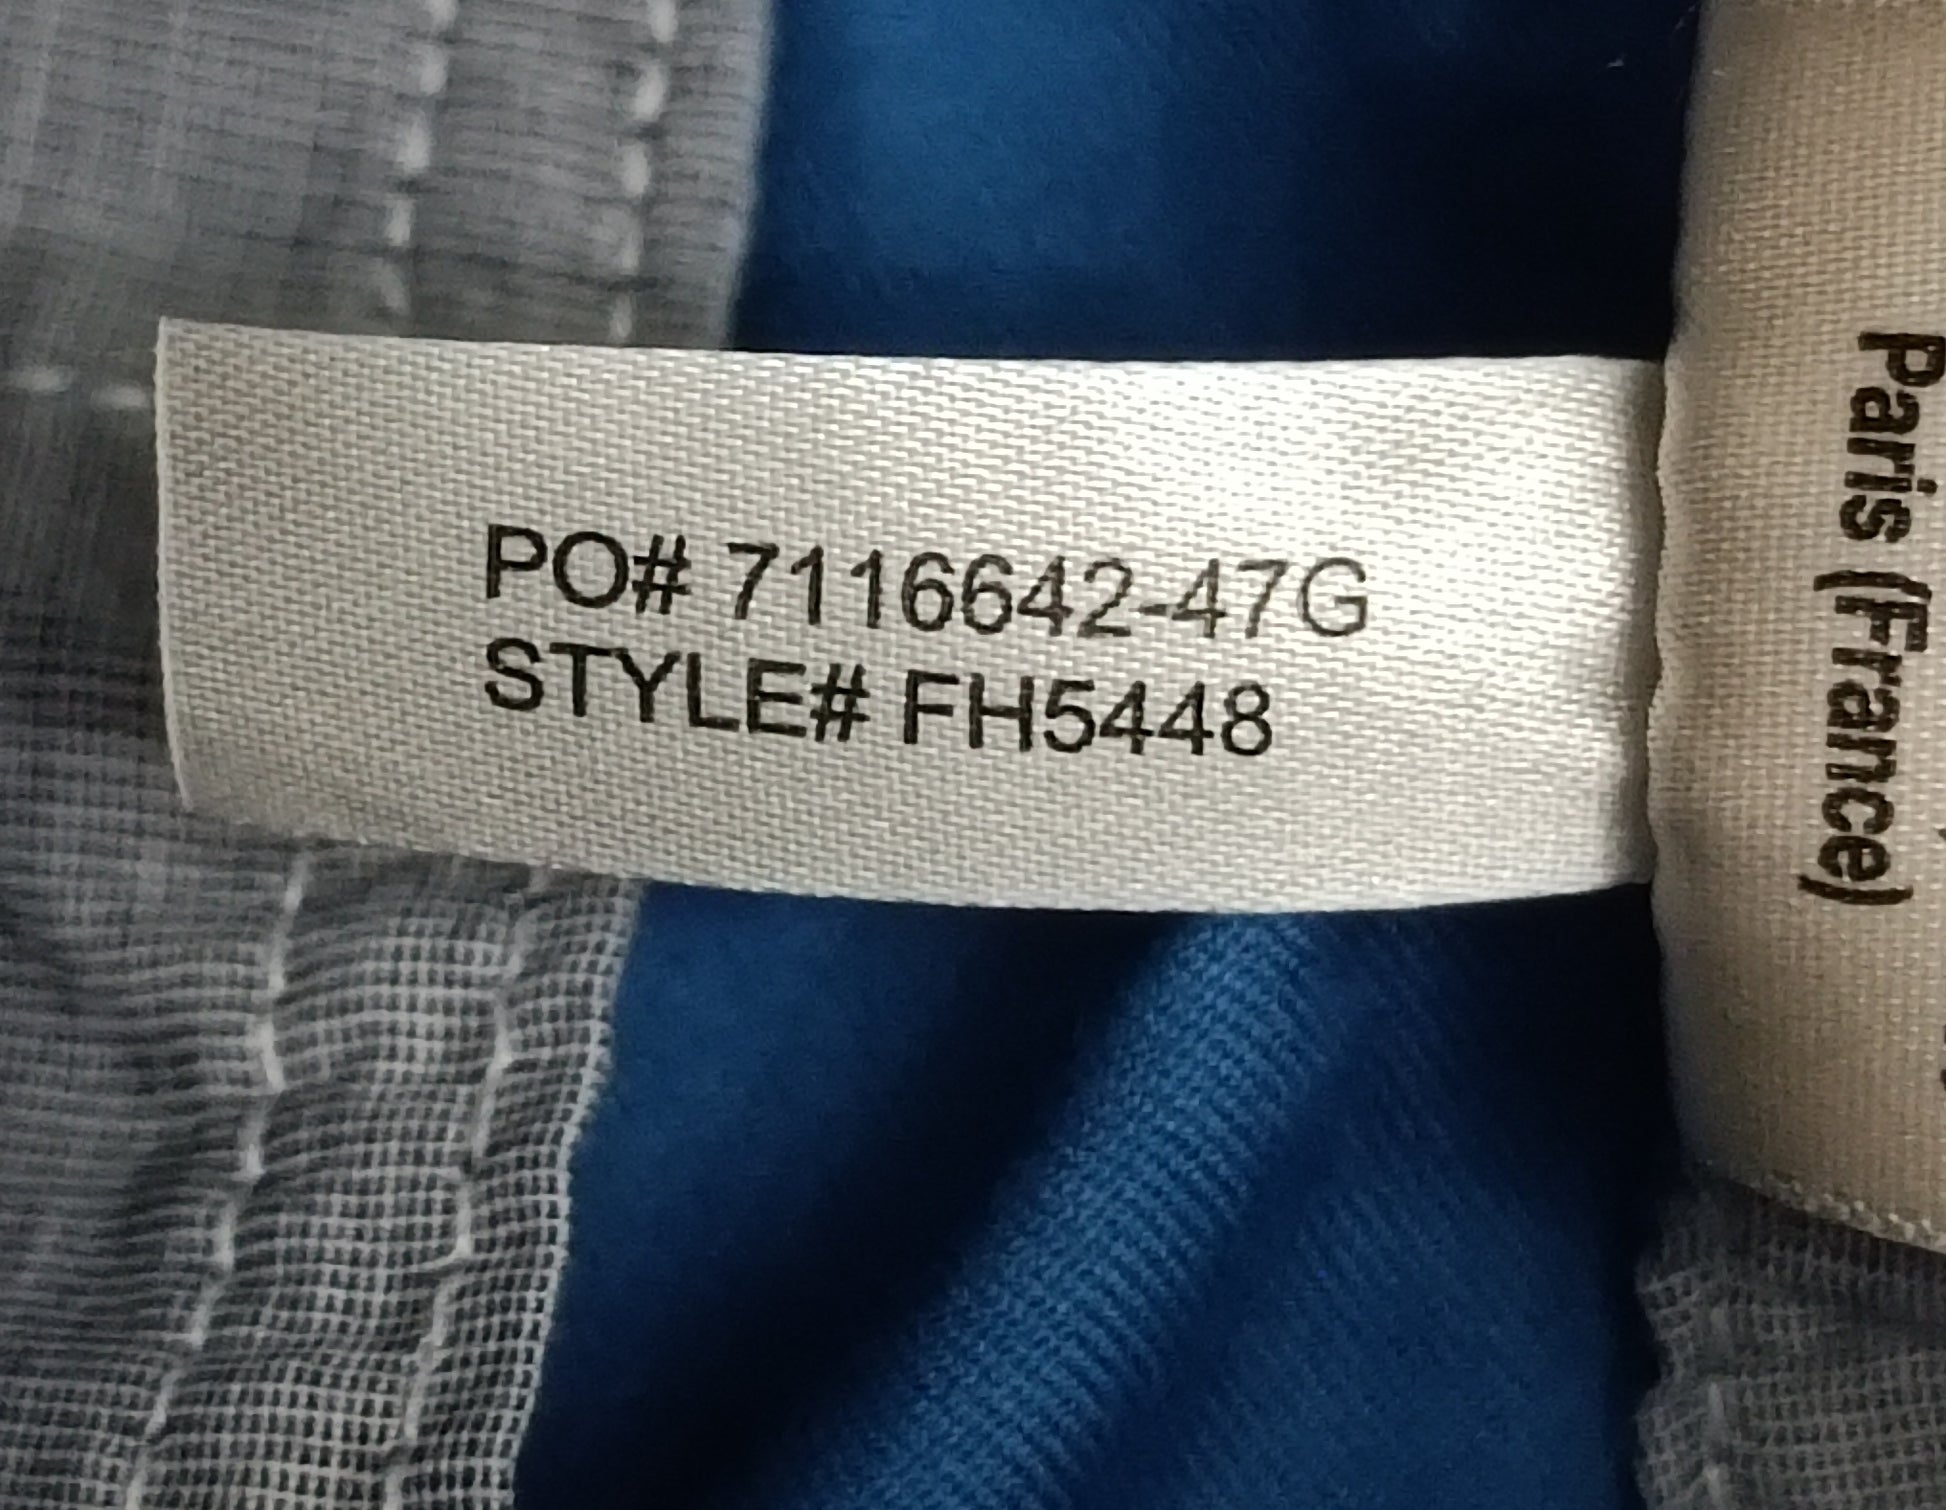 PO# 7116642-47G
STYLE# FH5448
Paris (France)